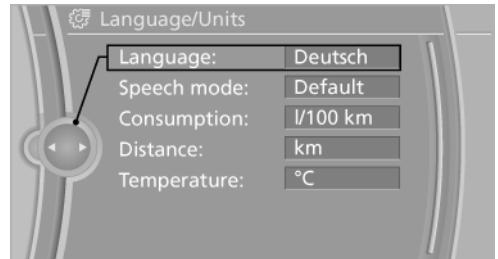 Language/Units
Language: Deutsch
Speech mode: Default
Consumption: l/100 km
Distance: km
Temperature: °C